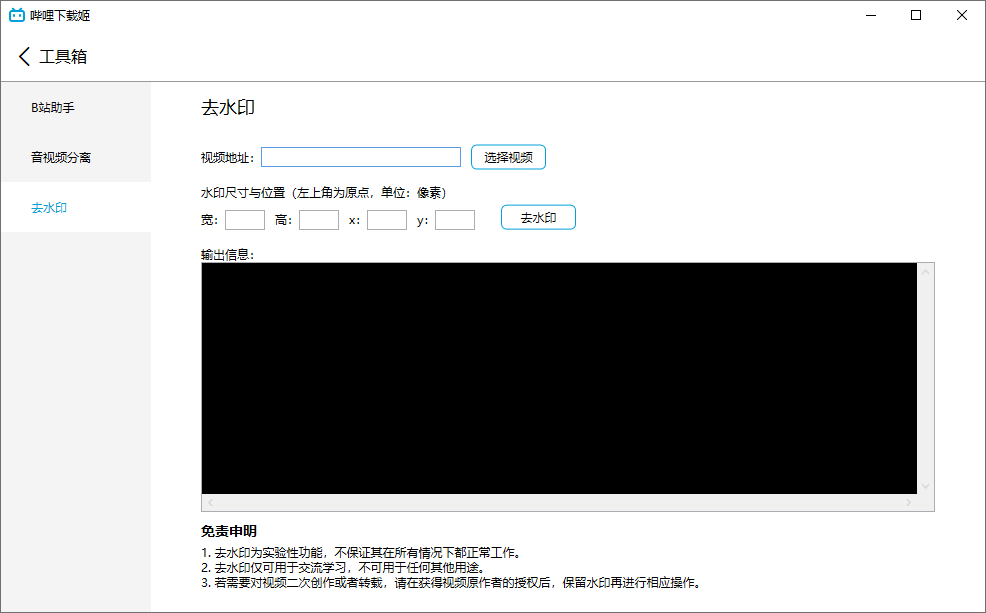 哔哩下载姬
工具箱
B站助手
音视频分离
去水印
去水印
视频地址：
选择视频
水印尺寸与位置（左上角为原点，单位：像素）
宽： 高： x: y: 去水印
输出信息：
免责申明
1. 去水印为实验性功能，不保证其在所有情况下都正常工作。
2. 去水印仅可用于交流学习，不可用于任何其他用途。
3. 若需要对视频二次创作或者转载，请在获得视频原作者的授权后，保留水印再进行相应操作。